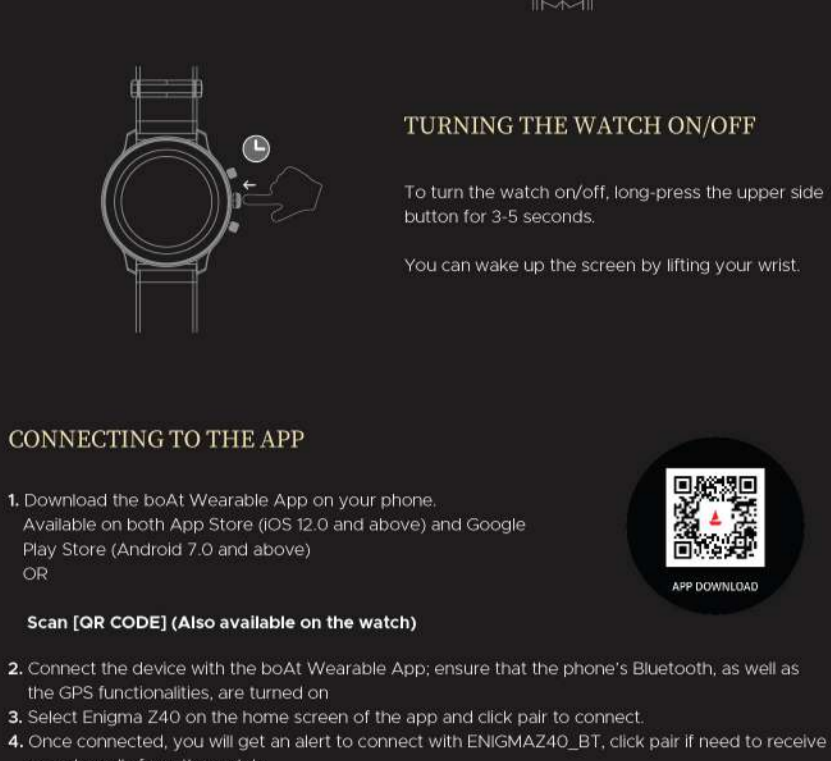 TURNING THE WATCH ON/OFF
To turn the watch on/off, long-press the upper side
button for 3-5 seconds.
You can wake up the screen by lifting your wrist.
CONNECTING TO THE APP
1. Download the boAt Wearable App on your phone.
Available on both App Store (iOS 12.0 and above) and Google
Play Store (Android 7.0 and above)
OR
Scan [QR CODE] (Also available on the watch)
APP DOWNLOAD
2. Connect the device with the boAt Wearable App; ensure that the phone's Bluetooth, as well as
the GPS functionalities, are turned on
3. Select Enigma Z40 on the home screen of the app and click pair to connect.
4. Once connected, you will get an alert to connect with ENIGMAZ40_BT, click pair if need to receive